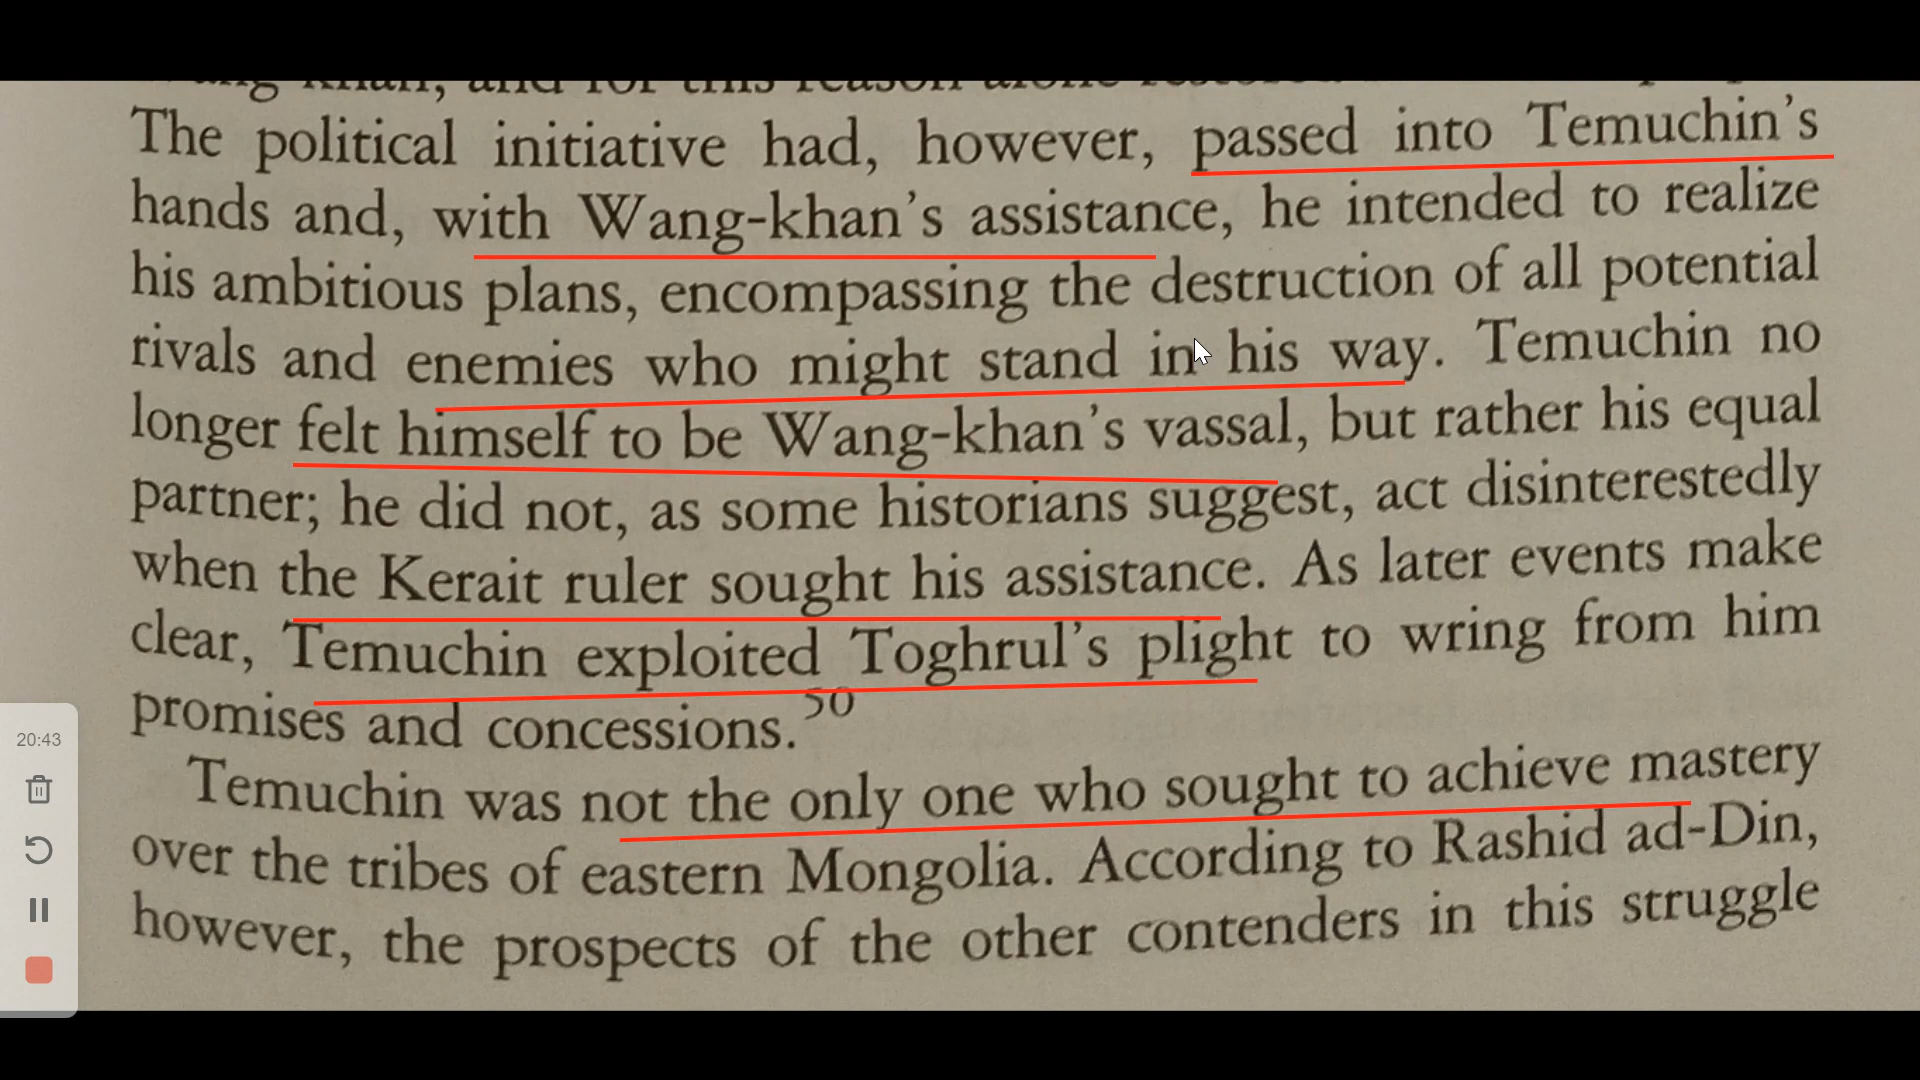 The political initiative had, however, passed into Temuchin's
hands and, with Wang-khan's assistance, he intended to realize
his ambitious plans, encompassing the destruction of all potential
rivals and enemies who might stand in his way. Temuchin no
longer felt himself to be Wang-khan's vassal, but rather his equal
partner; he did not, as some historians suggest, act disinterestedly
when the Kerait ruler sought his assistance. As later events make
clear, Temuchin exploited Toghrul's plight to wring from him
promises and concessions.50
Temuchin was not the only one who sought to achieve mastery
over the tribes of eastern Mongolia. According to Rashid ad-Din,
however, the prospects of the other contenders in this struggle
20:43